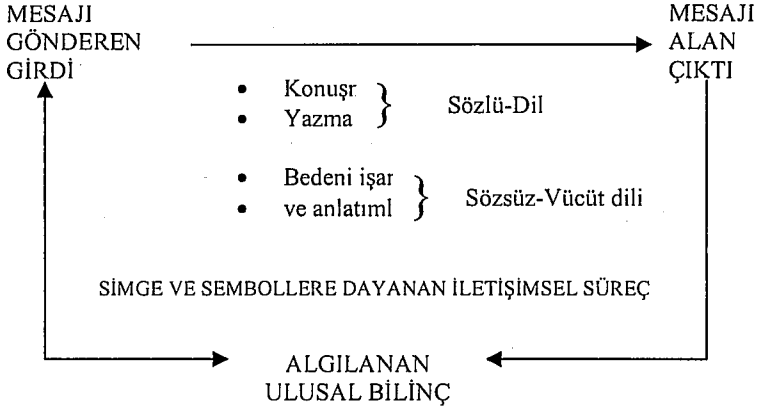 MESAJI
GÖNDEREN
GİRDİ
MESAJI
ALAN
ÇIKTI
• Konuşr
• Yazma
Sözlü-Dil
• Bedeni işar
• ve anlatıml
Sözsüz-Vücüt dili
SİMGE VE SEMBOLLERE DAYANAN İLETİŞİMSEL SÜREÇ
ALGILANAN
ULUSAL BİLİNÇ